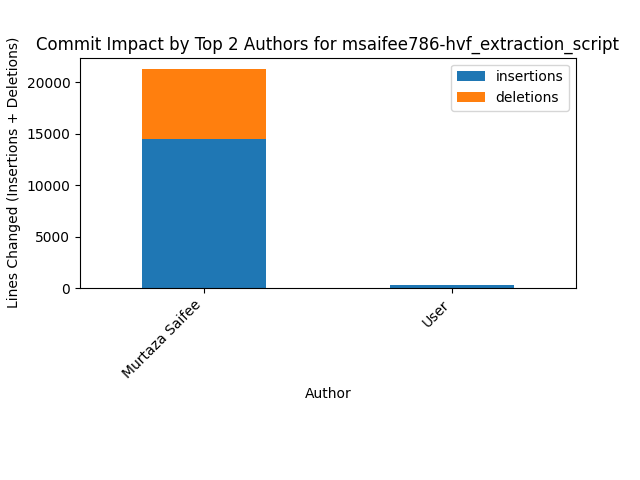 Commit Impact by Top 2 Authors for msaifee786-hvf_extraction_script
Lines Changed (Insertions + Deletions)
20000
15000
10000
5000
0
insertions
deletions
Murtaza Saifee
User
Author